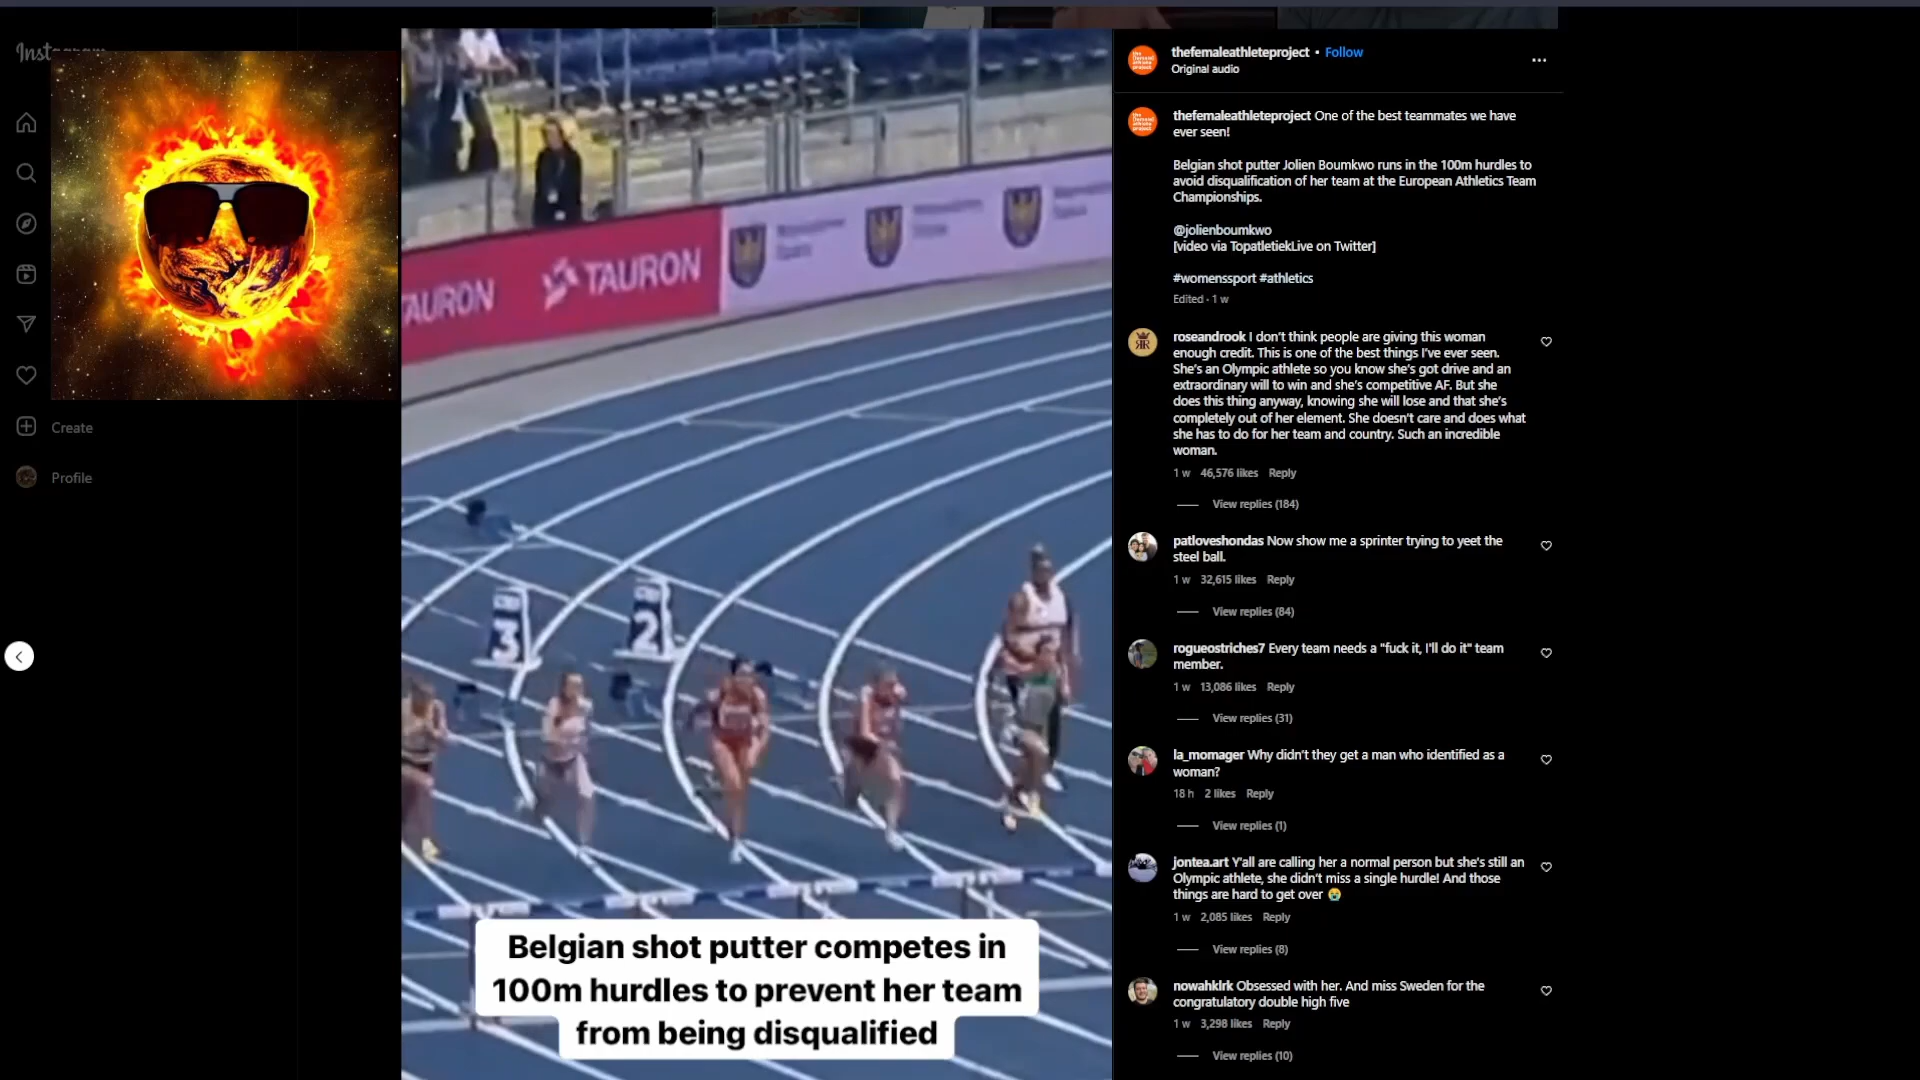 Create
Profile
TAURON
TAURON
3
2
Belgian shot putter competes in
100m hurdles to prevent her team
from being disqualified
thefemaleathleteproject • Follow
Original audio
thefemaleathleteproject One of the best teammates we have
ever seen!
Belgian shot putter Jolien Boumkwo runs in the 100m hurdles to
avoid disqualification of her team at the European Athletics Team
Championships.
@jolienboumkwo
[video via TopatletiekLive on Twitter]
#womenssport #athletics
Edited · 1 w
roseandrook I don't think people are giving this woman
enough credit. This is one of the best things I've ever seen.
She's an Olympic athlete so you know she's got drive and an
extraordinary will to win and she's competitive AF. But she
does this thing anyway, knowing she will lose and that she's
completely out of her element. She doesn't care and does what
she has to do for her team and country. Such an incredible
woman.
1 w 46,576 likes Reply
View replies (184)
patloveshondas Now show me a sprinter trying to yeet the
steel ball.
1 w 32,615 likes Reply
View replies (84)
rogueostriches7 Every team needs a "fuck it, I'll do it" team
member.
1 w 13,086 likes Reply
View replies (31)
la_momager Why didn't they get a man who identified as a
woman?
18 h 2 likes Reply
View replies (1)
jontea.art Y'all are calling her a normal person but she's still an
Olympic athlete, she didn't miss a single hurdle! And those
things are hard to get over 😭
1 w 2,085 likes Reply
View replies (8)
nowahklrk Obsessed with her. And miss Sweden for the
congratulatory double high five
1 w 3,298 likes Reply
View replies (10)